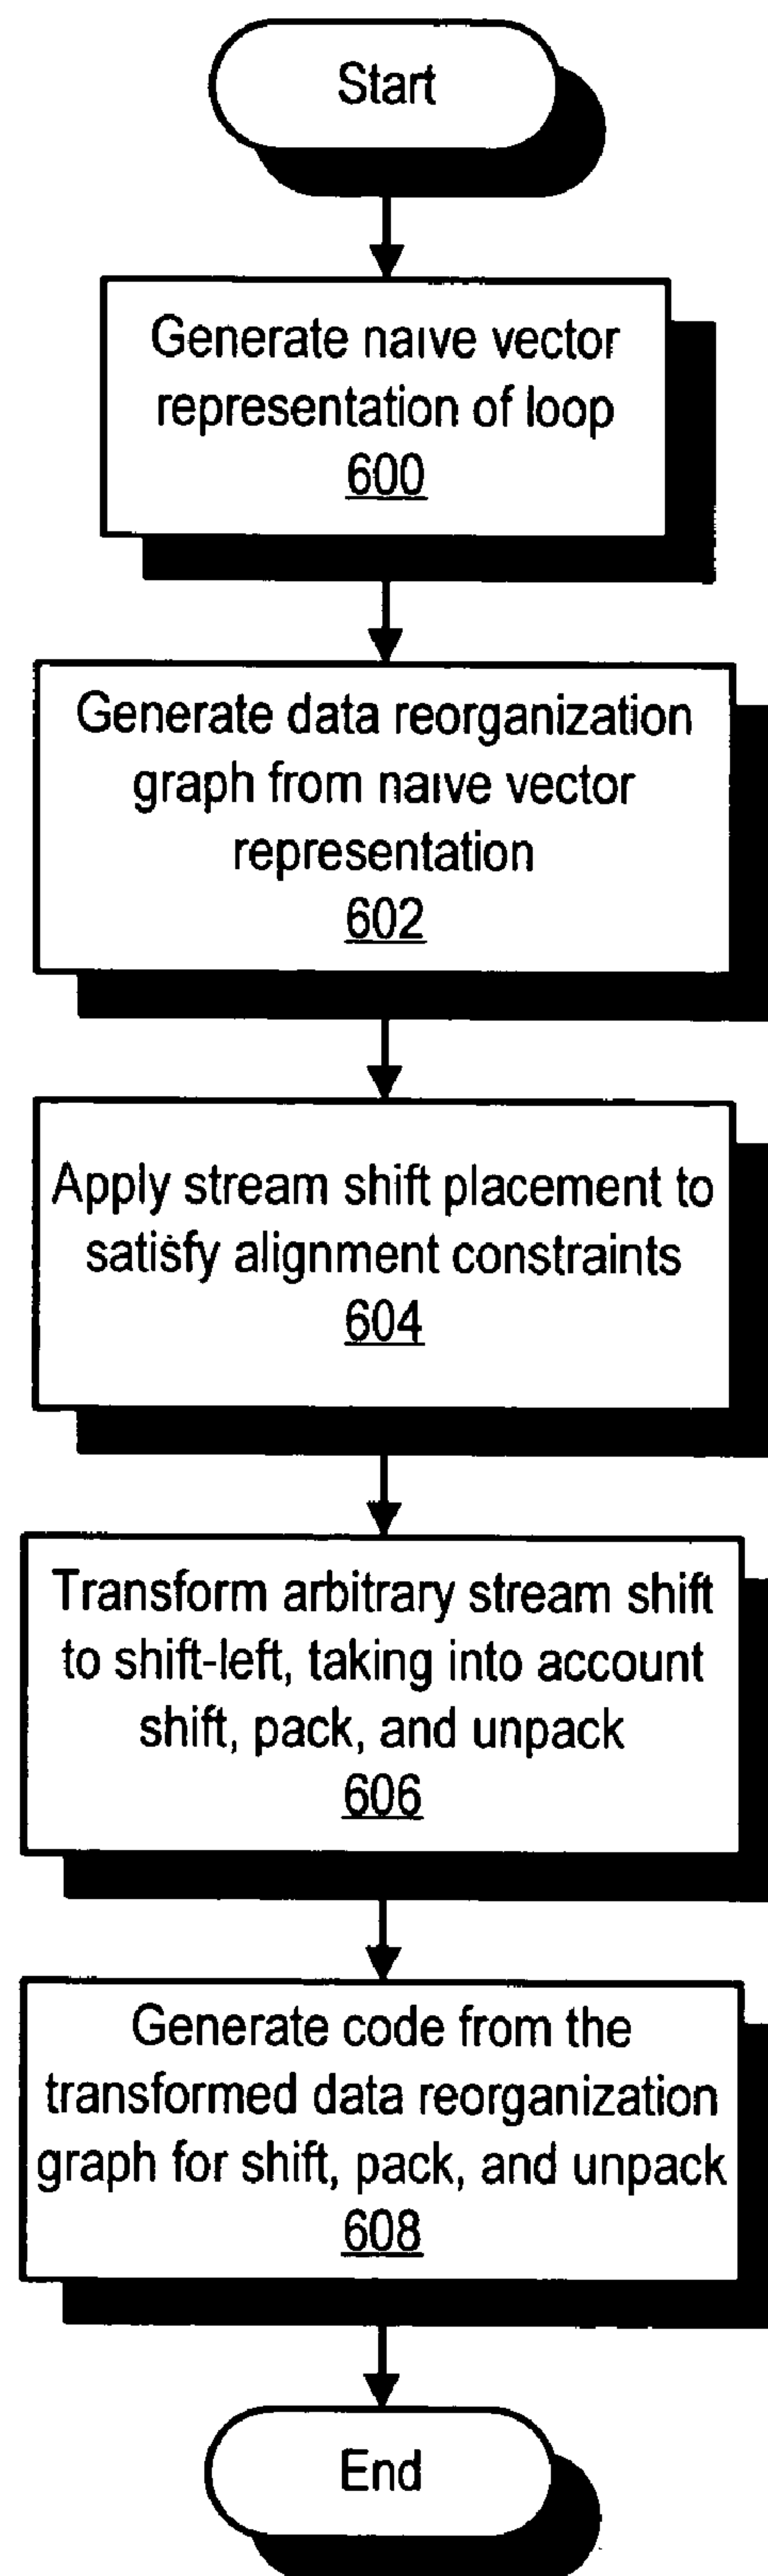 Start
Generate naıve vector
representation of loop
600
Generate data reorganization
graph from naıve vector
representation
602
Apply stream shift placement to
satisfy alignment constraints
604
Transform arbitrary stream shift
to shift-left, taking into account
shift, pack, and unpack
606
Generate code from the
transformed data reorganization
graph for shift, pack, and unpack
608
End